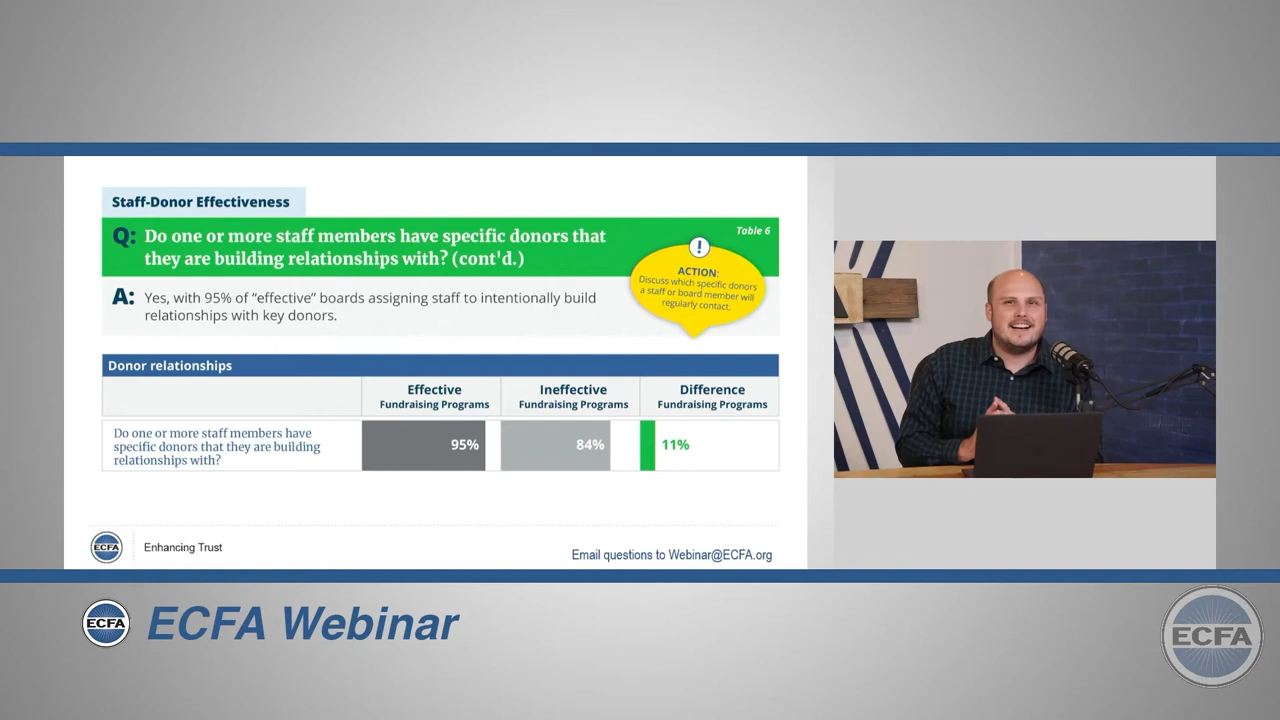 Staff-Donor Effectiveness
Q: Do one or more staff members have specific donors that
they are building relationships with? (cont'd.)
Table 6
!
ACTION:
Discuss which specific donors
a staff or board member will
regularly contact.
A: Yes, with 95% of “effective” boards assigning staff to intentionally build
relationships with key donors.
Donor relationships
Effective
Fundraising Programs
Ineffective
Fundraising Programs
Difference
Fundraising Programs
Do one or more staff members have
specific donors that they are building
relationships with?
95%
84%
11%
ECFA
Enhancing Trust
Email questions to Webinar@ECFA.org
ECFA
ECFA Webinar
ECFA